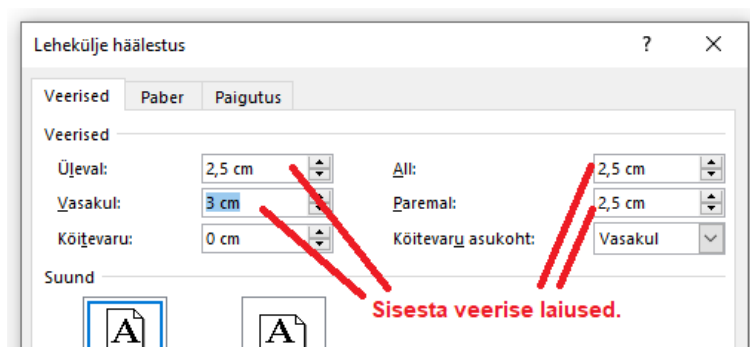 Lehekülje häälestus ?
Veerised Paber Paigutus
Veerised
Üleval: 2,5 cm All: 2,5 cm
Vasakul: 3 cm Paremal: 2,5 cm
Köitevaru: 0 cm Köitevaru asukoht: Vasakul
Suund
Sisesta veerise laiused.
A A